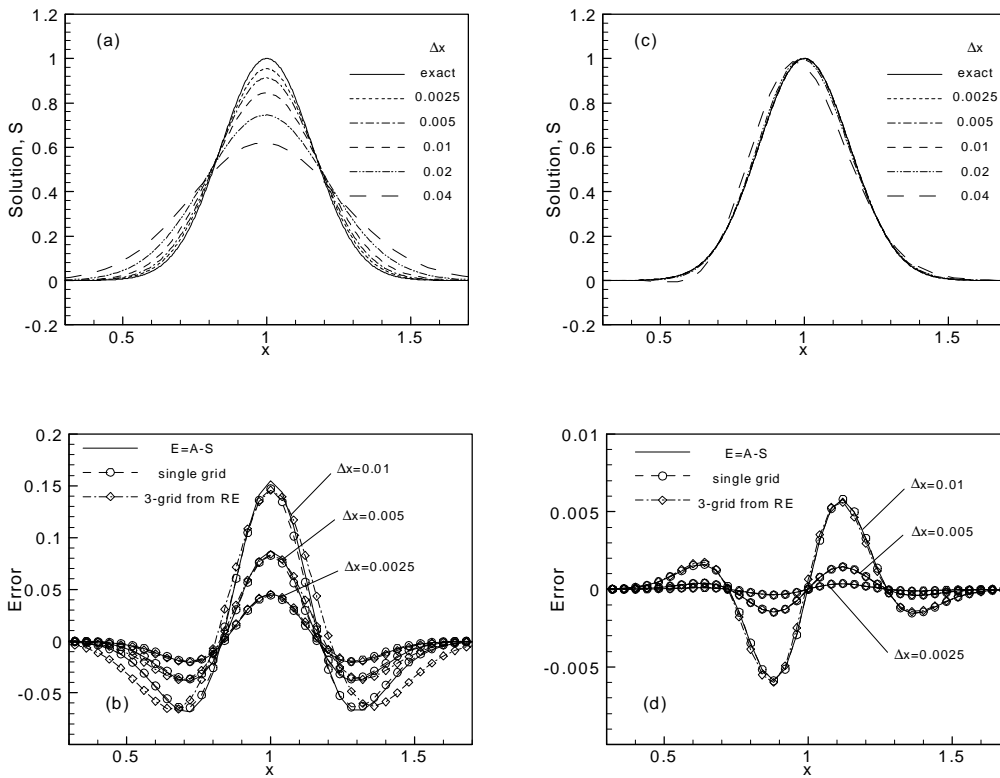 (a)
Δx
exact
0.0025
0.005
0.01
0.02
0.04
Solution, S
1.2
1
0.8
0.6
0.4
0.2
0
-0.2
0.5
1
1.5
x
(c)
Δx
exact
0.0025
0.005
0.01
0.02
0.04
Solution, S
1.2
1
0.8
0.6
0.4
0.2
0
-0.2
0.5
1
1.5
x
E=A-S
single grid
3-grid from RE
Δx=0.01
Δx=0.005
Δx=0.0025
(b)
Error
0.2
0.15
0.1
0.05
0
-0.05
0.5
1
1.5
x
E=A-S
single grid
3-grid from RE
Δx=0.01
Δx=0.005
Δx=0.0025
(d)
Error
0.01
0.005
0
-0.005
0.5
1
1.5
x